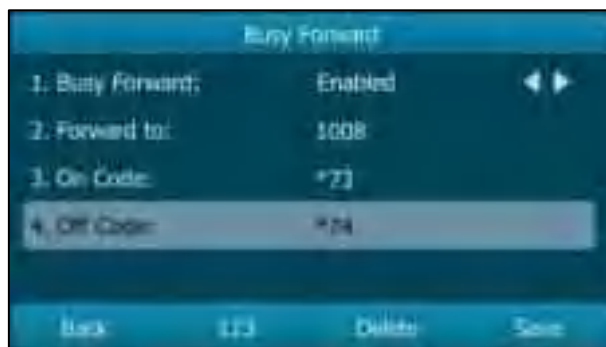 Busy Forward
1. Busy Forward: Enabled
2. Forward to: 1008
3. On Code: *73
4. Off Code: *74
Back 123 Delete Save